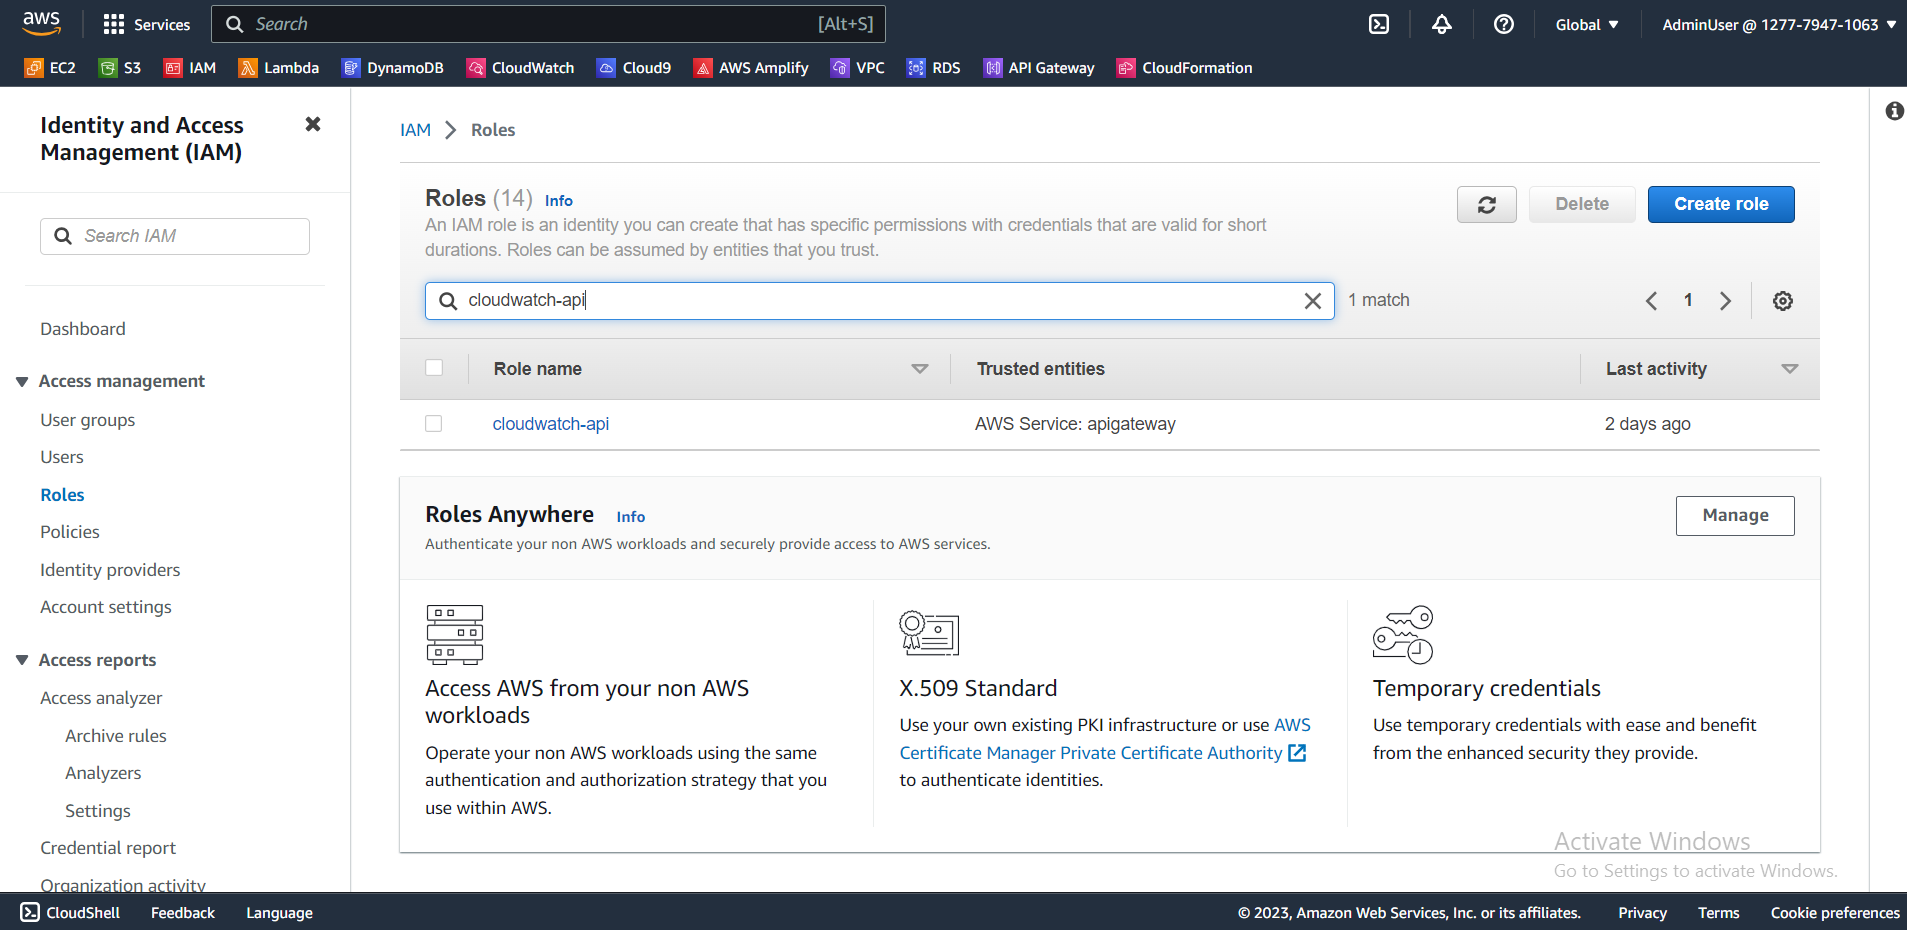 aws
Services
Search
[Alt+S]
Global
AdminUser @ 1277-7947-1063
EC2
S3
IAM
Lambda
DynamoDB
CloudWatch
Cloud9
AWS Amplify
VPC
RDS
API Gateway
CloudFormation
Identity and Access
Management (IAM)
Search IAM
Dashboard
Access management
User groups
Users
Roles
Policies
Identity providers
Account settings
Access reports
Access analyzer
Archive rules
Analyzers
Settings
Credential report
Organization activity
IAM > Roles
Roles (14) Info
An IAM role is an identity you can create that has specific permissions with credentials that are valid for short
durations. Roles can be assumed by entities that you trust.
Delete
Create role
cloudwatch-api
1 match
1
Role name
Trusted entities
Last activity
cloudwatch-api
AWS Service: apigateway
2 days ago
Roles Anywhere Info
Authenticate your non AWS workloads and securely provide access to AWS services.
Manage
Access AWS from your non AWS
workloads
Operate your non AWS workloads using the same
authentication and authorization strategy that you
use within AWS.
X.509 Standard
Use your own existing PKI infrastructure or use AWS
Certificate Manager Private Certificate Authority
to authenticate identities.
Temporary credentials
Use temporary credentials with ease and benefit
from the enhanced security they provide.
Activate Windows
Go to Settings to activate Windows.
CloudShell
Feedback
Language
© 2023, Amazon Web Services, Inc. or its affiliates.
Privacy
Terms
Cookie preferences